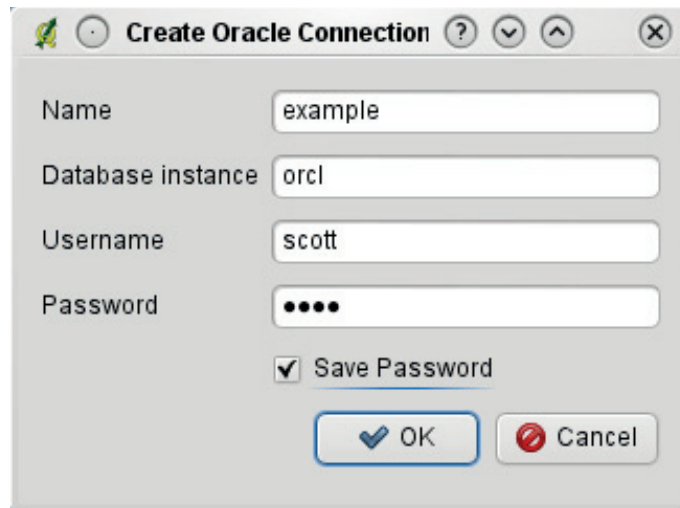 Create Oracle Connection
Name example
Database instance orcl
Username scott
Password ••••
Save Password
OK Cancel